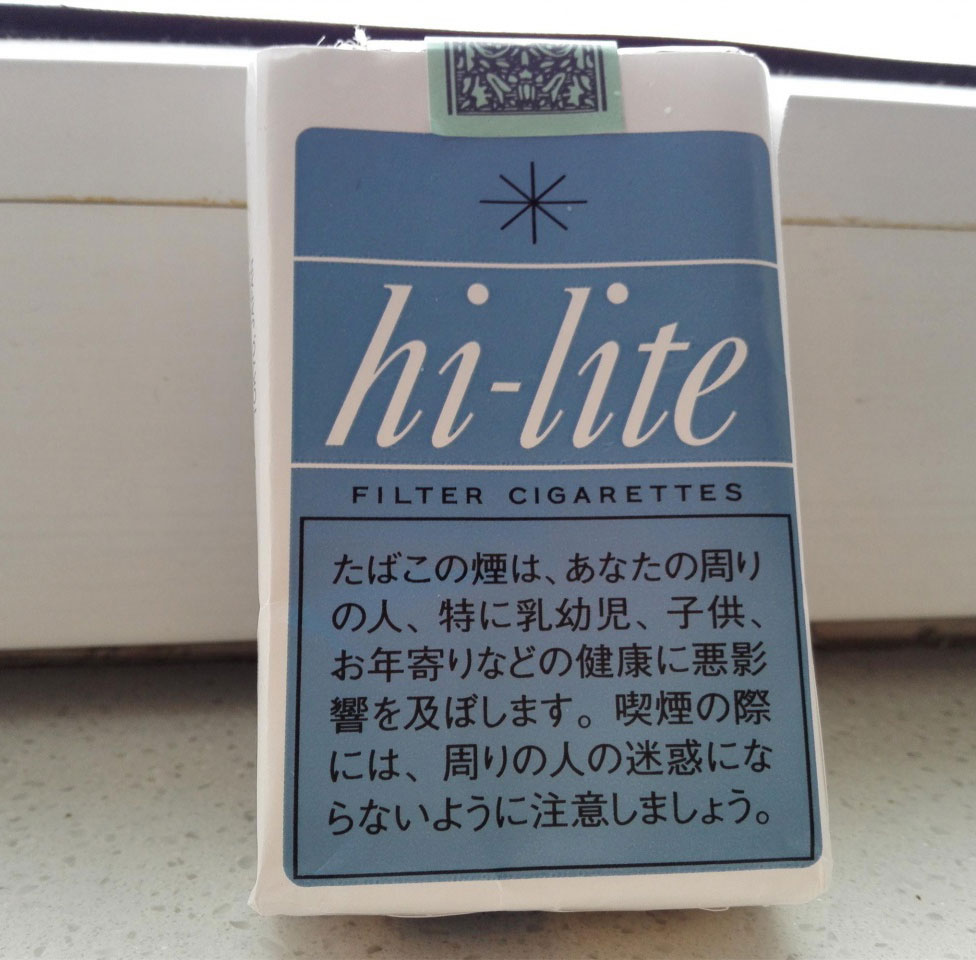 hi-lite
FILTER CIGARETTES
たばこの煙は、あなたの周り
の人、特に乳幼児、子供、
お年寄りなどの健康に悪影
響を及ぼします。喫煙の際
には、周りの人の迷惑にな
らないように注意しましょう。